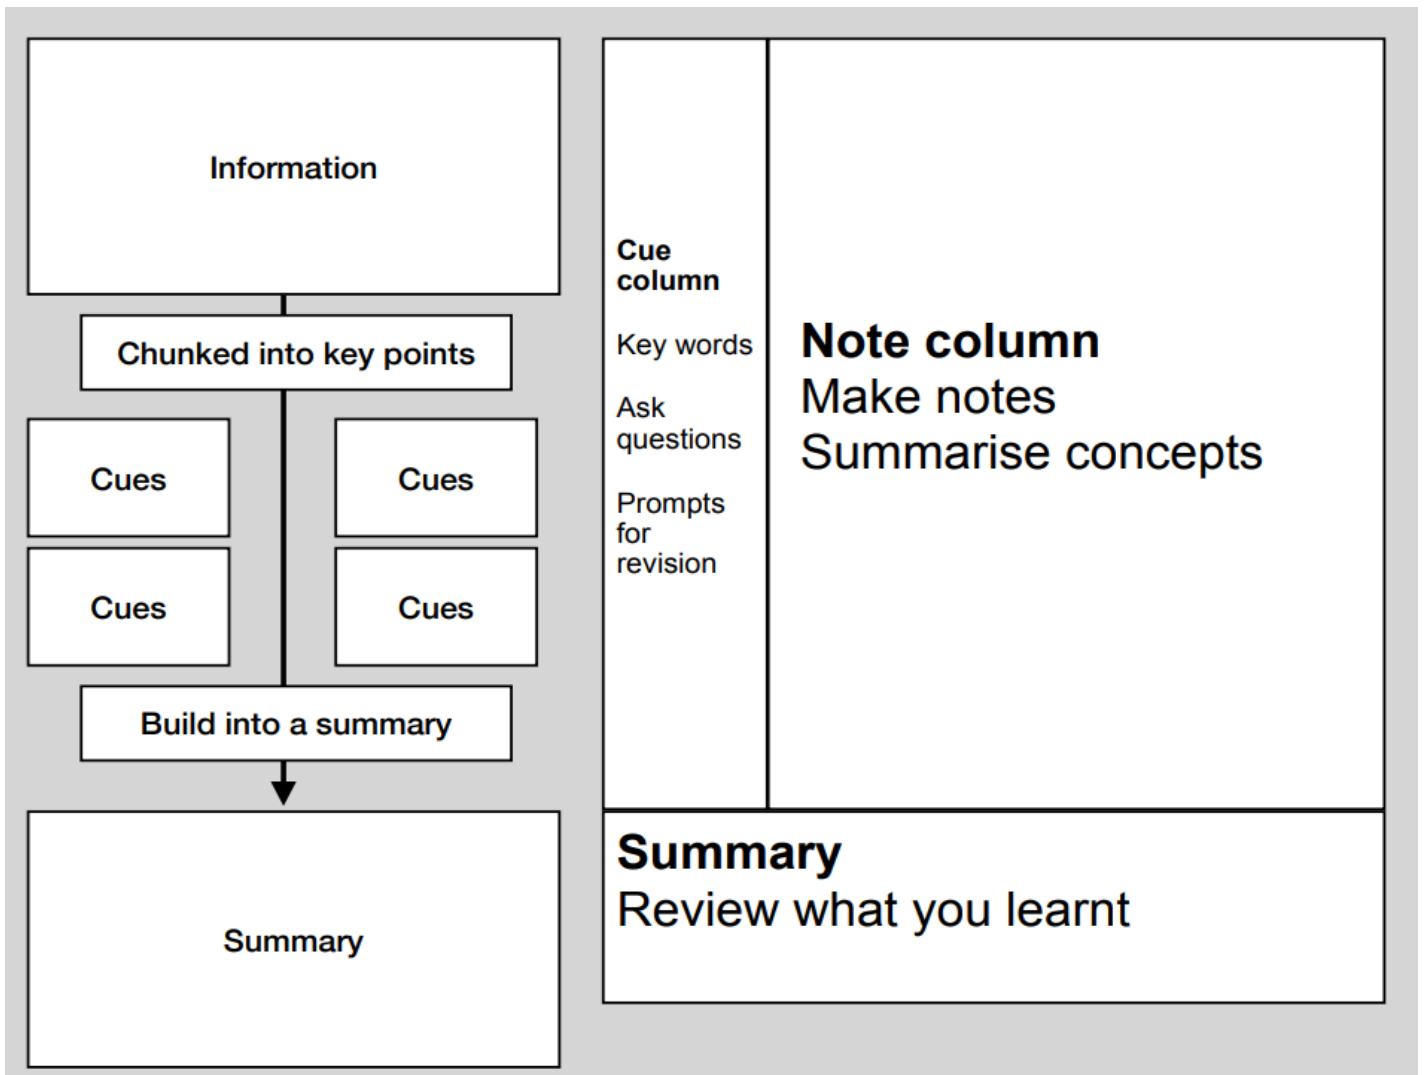 Information
Chunked into key points
Cues
Cues
Cues
Cues
Build into a summary
Summary
Cue
column
Key words
Ask
questions
Prompts
for
revision
Note column
Make notes
Summarise concepts
Summary
Review what you learnt